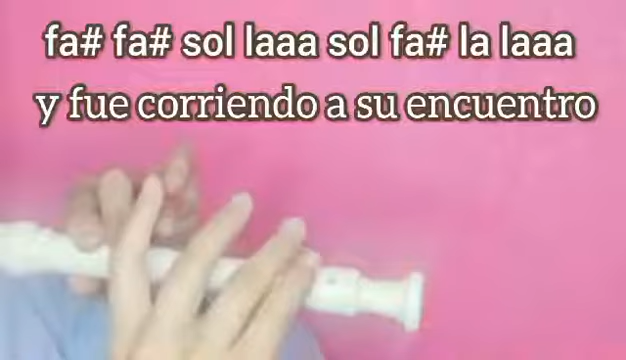 fa# fa# sol laaa sol fa# la laaa
y fue corriendo a su encuentro